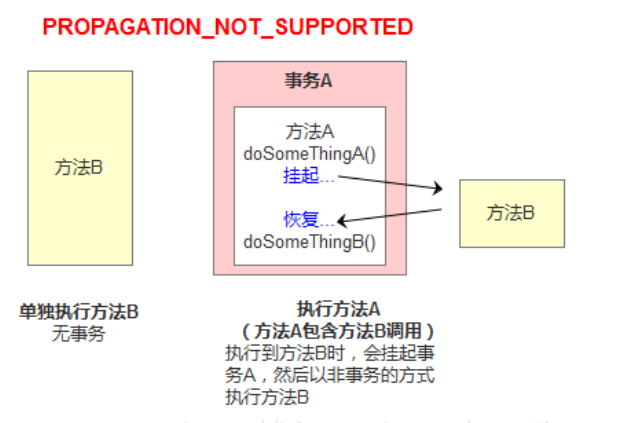 PROPAGATION_NOT_SUPPORTED
方法B
单独执行方法B
无事务
事务A
方法A
doSomeThingA()
挂起...
恢复...
doSomeThingB()
方法B
执行方法A
（方法A包含方法B调用）
执行到方法B时，会挂起事
务A，然后以非事务的方式
执行方法B